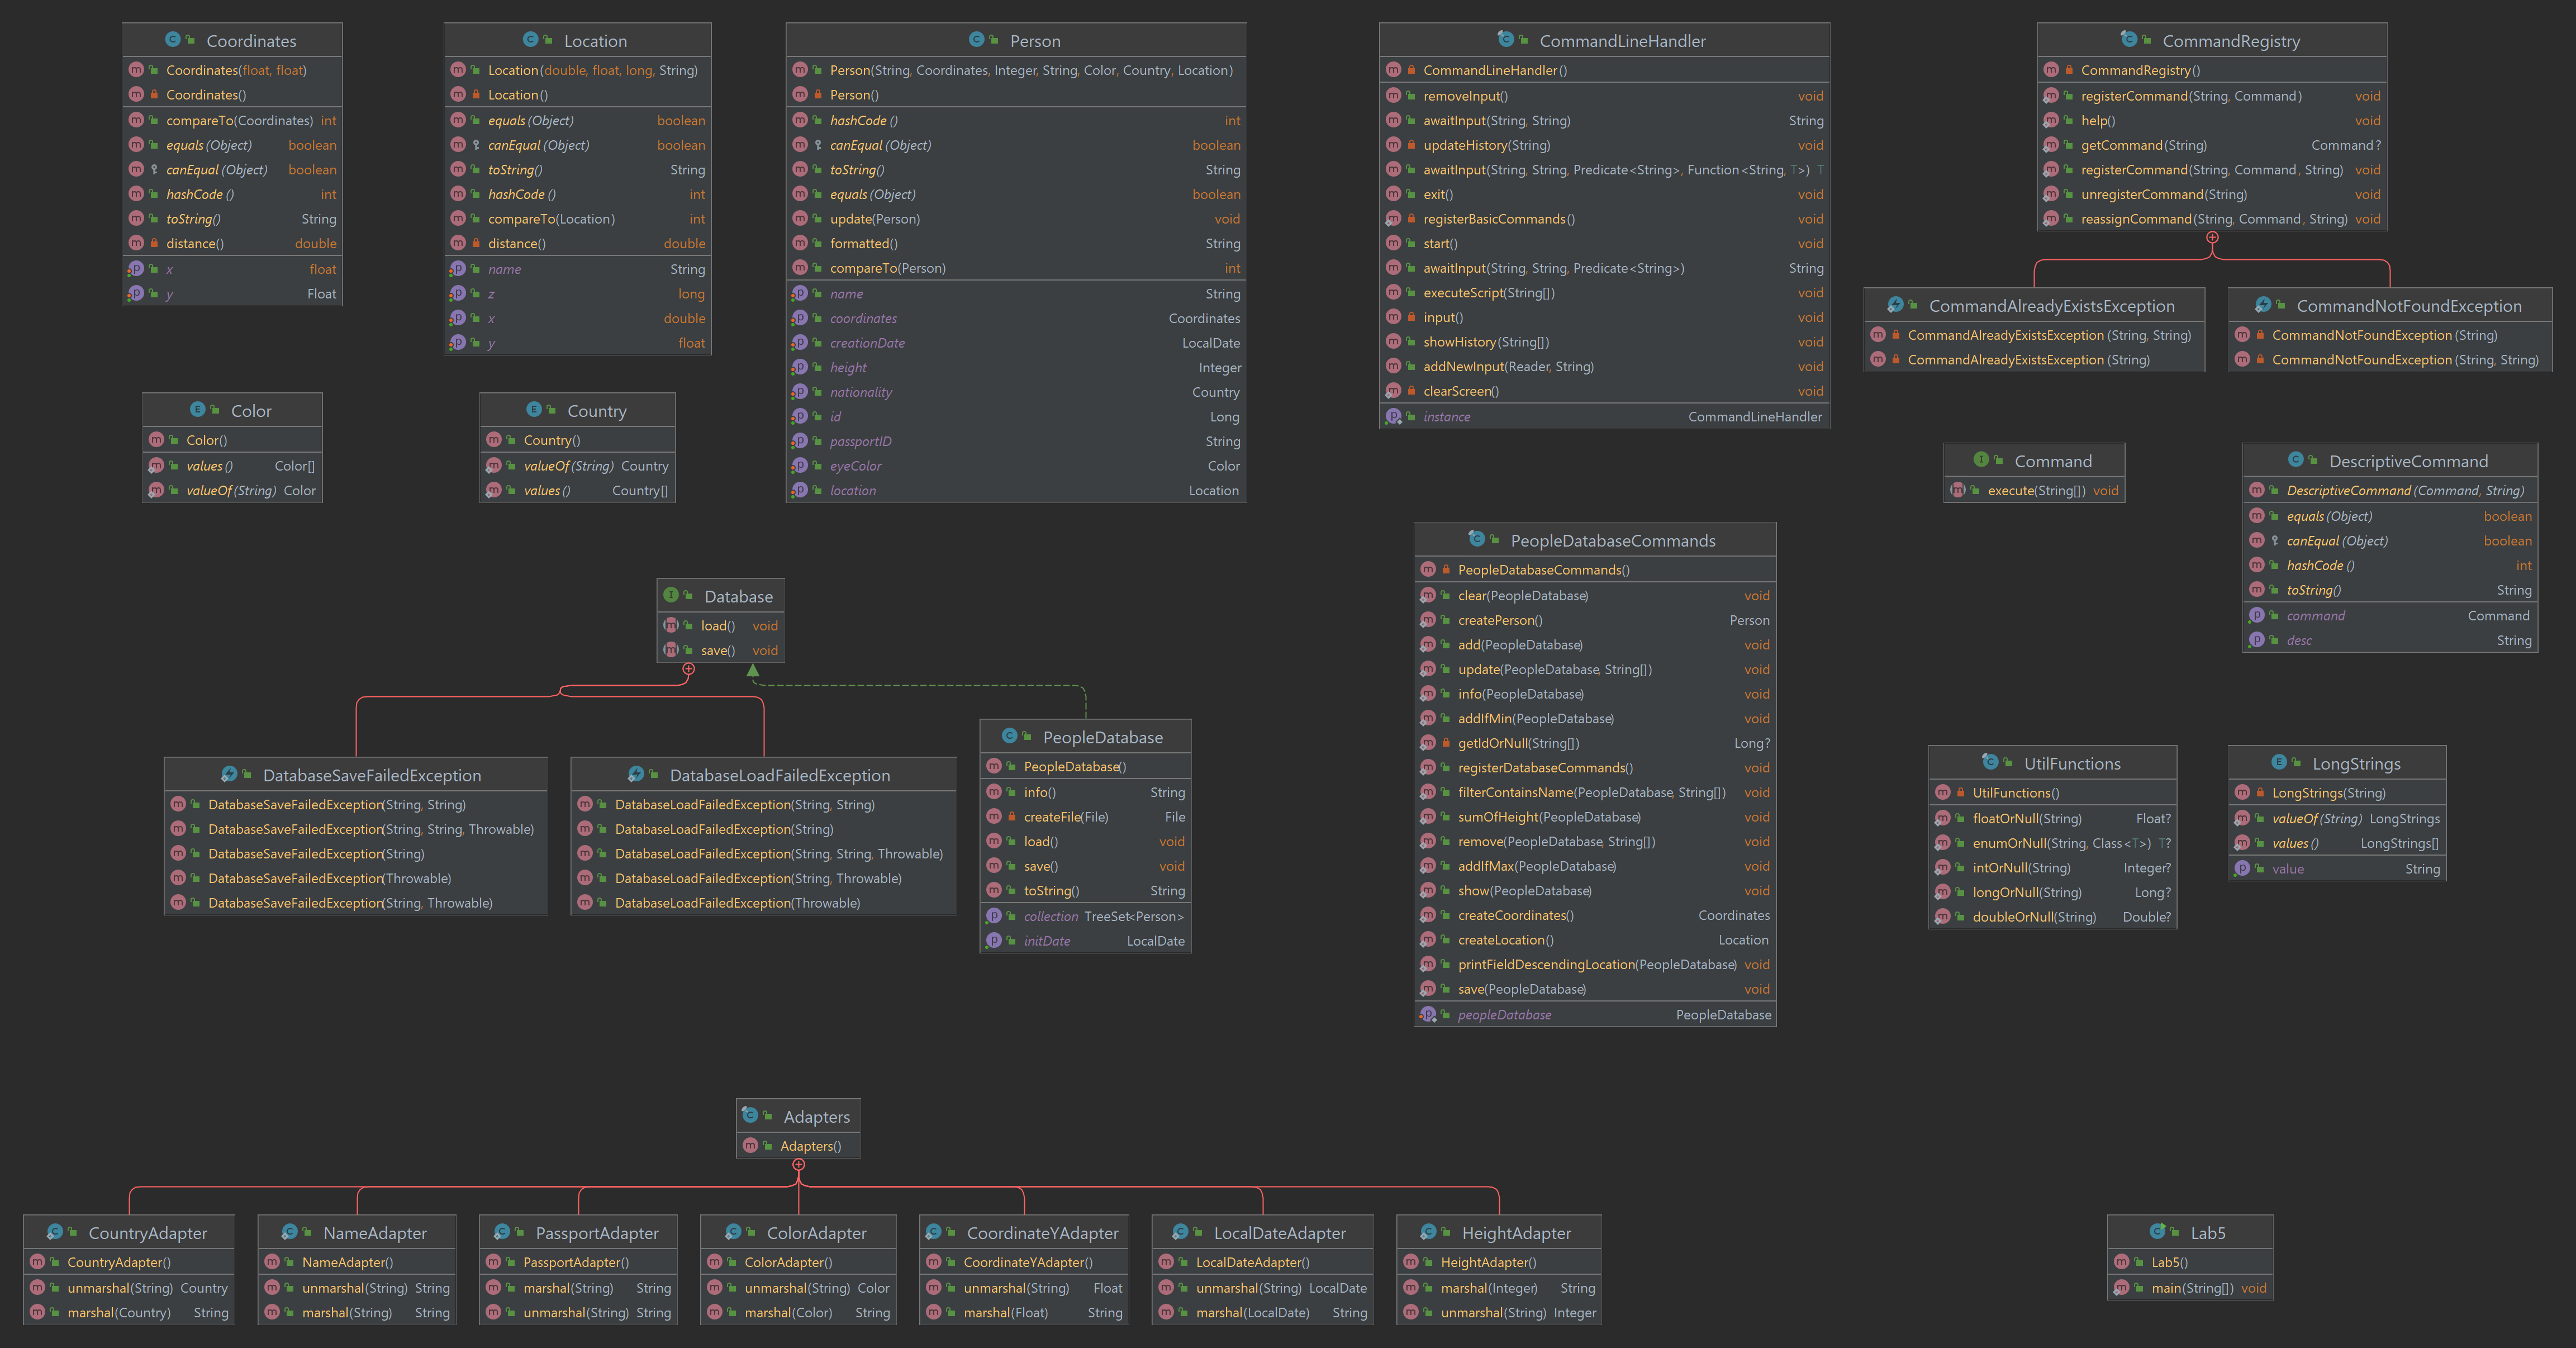 Coordinates
Coordinates(float, float)
Coordinates()
compareTo(Coordinates) int
equals(Object) boolean
canEqual(Object) boolean
hashCode() int
toString() String
distance() double
x float
y Float
Location
Location(double, float, long, String)
Location()
equals(Object) boolean
canEqual(Object) boolean
toString() String
hashCode() int
compareTo(Location) int
distance() double
name String
z long
x double
y float
Person
Person(String, Coordinates, Integer, String, Color, Country, Location)
Person()
hashCode() int
canEqual(Object) boolean
toString() String
equals(Object) boolean
update(Person) void
formatted() String
compareTo(Person) int
name String
coordinates Coordinates
creationDate LocalDate
height Integer
nationality Country
id Long
passportID String
eyeColor Color
location Location
CommandLineHandler
CommandLineHandler()
removeInput() void
awaitInput(String, String) String
updateHistory(String) void
awaitInput(String, String, Predicate<String>, Function<String, T>) T
exit() void
registerBasicCommands() void
start() void
awaitInput(String, String, Predicate<String>) String
executeScript(String[]) void
input() void
showHistory(String[]) void
addNewInput(Reader, String) void
clearScreen() void
instance CommandLineHandler
CommandRegistry
CommandRegistry()
registerCommand(String, Command) void
help() void
getCommand(String) Command?
registerCommand(String, Command, String) void
unregisterCommand(String) void
reassignCommand(String, Command, String) void
CommandAlreadyExistsException
CommandAlreadyExistsException(String, String)
CommandAlreadyExistsException(String)
CommandNotFoundException
CommandNotFoundException(String)
CommandNotFoundException(String, String)
Color
Color()
values() Color[]
valueOf(String) Color
Country
Country()
valueOf(String) Country
values() Country[]
Command
execute(String[]) void
DescriptiveCommand
DescriptiveCommand(Command, String)
equals(Object) boolean
canEqual(Object) boolean
hashCode() int
toString() String
command Command
desc String
PeopleDatabaseCommands
PeopleDatabaseCommands()
clear(PeopleDatabase) void
createPerson() Person
add(PeopleDatabase) void
update(PeopleDatabase, String[]) void
info(PeopleDatabase) void
addIfMin(PeopleDatabase) void
getIdOrNull(String[]) Long?
registerDatabaseCommands() void
filterContainsName(PeopleDatabase, String[]) void
sumOfHeight(PeopleDatabase) void
remove(PeopleDatabase, String[]) void
addIfMax(PeopleDatabase) void
show(PeopleDatabase) void
createCoordinates() Coordinates
createLocation() Location
printFieldDescendingLocation(PeopleDatabase) void
save(PeopleDatabase) void
peopleDatabase PeopleDatabase
Database
load() void
save() void
DatabaseSaveFailedException
DatabaseSaveFailedException(String, String)
DatabaseSaveFailedException(String, String, Throwable)
DatabaseSaveFailedException(String)
DatabaseSaveFailedException(Throwable)
DatabaseSaveFailedException(String, Throwable)
DatabaseLoadFailedException
DatabaseLoadFailedException(String, String)
DatabaseLoadFailedException(String)
DatabaseLoadFailedException(String, String, Throwable)
DatabaseLoadFailedException(String, Throwable)
DatabaseLoadFailedException(Throwable)
PeopleDatabase
PeopleDatabase()
info() String
createFile(File) File
load() void
save() void
toString() String
collection TreeSet<Person>
initDate LocalDate
UtilFunctions
UtilFunctions()
floatOrNull(String) Float?
enumOrNull(String, Class<T>) T?
intOrNull(String) Integer?
longOrNull(String) Long?
doubleOrNull(String) Double?
LongStrings
LongStrings(String)
valueOf(String) LongStrings
values() LongStrings[]
value String
Adapters
Adapters()
CountryAdapter
CountryAdapter()
unmarshal(String) Country
marshal(Country) String
NameAdapter
NameAdapter()
unmarshal(String) String
marshal(String) String
PassportAdapter
PassportAdapter()
marshal(String) String
unmarshal(String) String
ColorAdapter
ColorAdapter()
unmarshal(String) Color
marshal(Color) String
CoordinateYAdapter
CoordinateYAdapter()
unmarshal(String) Float
marshal(Float) String
LocalDateAdapter
LocalDateAdapter()
unmarshal(String) LocalDate
marshal(LocalDate) String
HeightAdapter
HeightAdapter()
marshal(Integer) String
unmarshal(String) Integer
Lab5
Lab5()
main(String[]) void